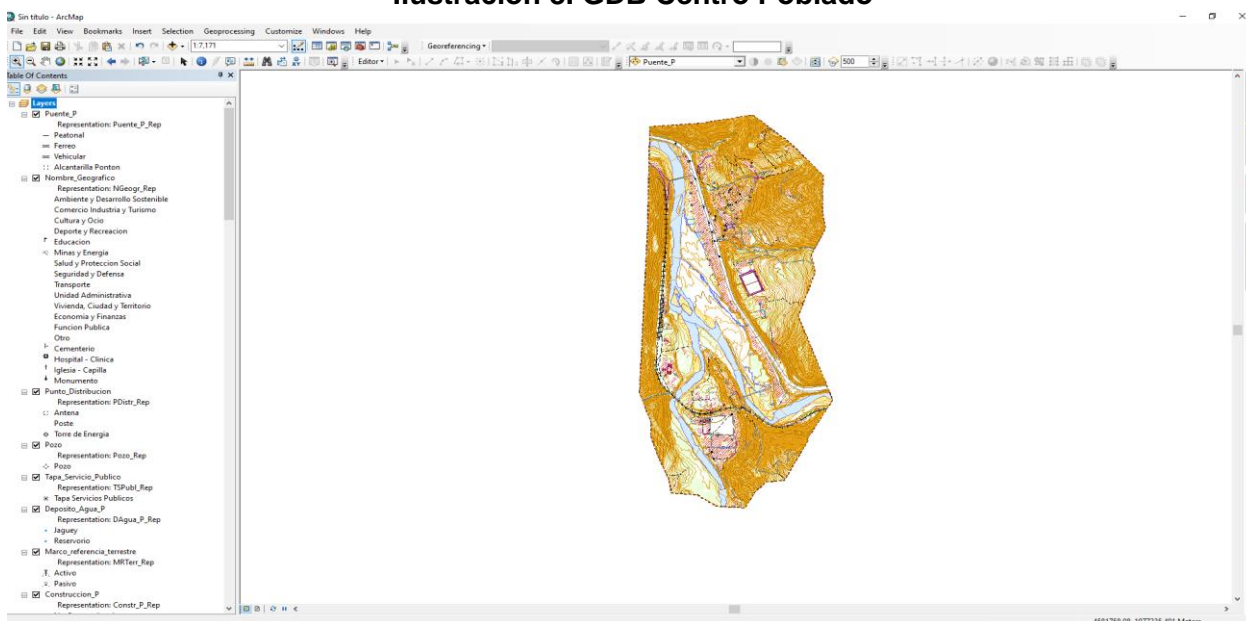 Ilustración 3. GDB Centro Poblado
Sin título - ArcMap
File Edit View Bookmarks Insert Selection Geoprocessing Customize Windows Help
1:7,171
Georeferencing
Editor
Puente_P
500
Table Of Contents
Layers
Puente_P
Representation: Puente_P_Rep
Peatonal
Ferreo
Vehicular
Alcantarilla Ponton
Nombre_Geografico
Representation: NGeogr_Rep
Ambiente y Desarrollo Sostenible
Comercio Industria y Turismo
Cultura y Ocio
Deporte y Recreacion
Educacion
Minas y Energia
Salud y Proteccion Social
Seguridad y Defensa
Transporte
Unidad Administrativa
Vivienda, Ciudad y Territorio
Economia y Finanzas
Funcion Publica
Otro
Cementerio
Hospital - Clinica
Iglesia - Capilla
Monumento
Punto_Distribucion
Representation: PDistr_Rep
Antena
Poste
Torre de Energia
Pozo
Representation: Pozo_Rep
Pozo
Tapa_Servicio_Publico
Representation: TSPubl_Rep
Tapa Servicios Publicos
Deposito_Agua_P
Representation: DAgua_P_Rep
Jaguey
Reservorio
Marco_referencia_terrestre
Representation: MRTerr_Rep
Activo
Pasivo
Construccion_P
Representation: Constr_P_Rep